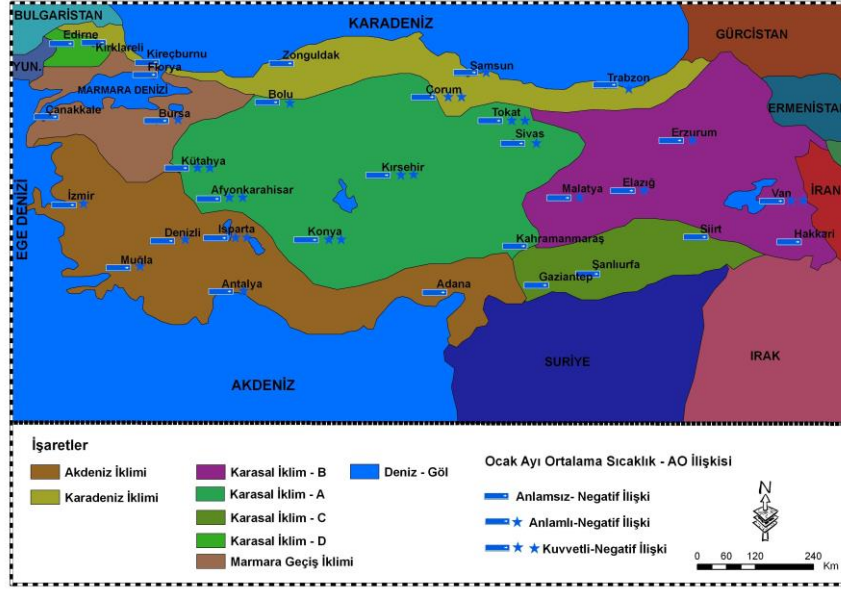 BULGARİSTAN
KARADENİZ
GÜRCİSTAN
Edirne
Kırklareli
Kireçburnu
Zonguldak
YUN.
Florya
Samsun
Trabzon
MARMARA DENİZİ
Bolu
Çorum
ERMENİSTAN
Çanakkale
Bursa
Tokat
Sivas
Erzurum
Kütahya
Kırşehir
Afyonkarahisar
Malatya
Elazığ
Van
İRAN
İzmir
EGE DENİZİ
Denizli
Isparta
Konya
Kahramanmaraş
Siirt
Hakkari
Muğla
Antalya
Adana
Gaziantep
Şanlıurfa
AKDENİZ
SURİYE
IRAK
İşaretler
Akdeniz İklimi
Karadeniz İklimi
Karasal İklim - B
Karasal İklim - A
Karasal İklim - C
Karasal İklim - D
Marmara Geçiş İklimi
Deniz - Göl
Ocak Ayı Ortalama Sıcaklık - AO İlişkisi
Anlamsız- Negatif İlişki
Anlamlı-Negatif İlişki
Kuvvetli-Negatif İlişki
N
0 30 60 120 180 240
Km